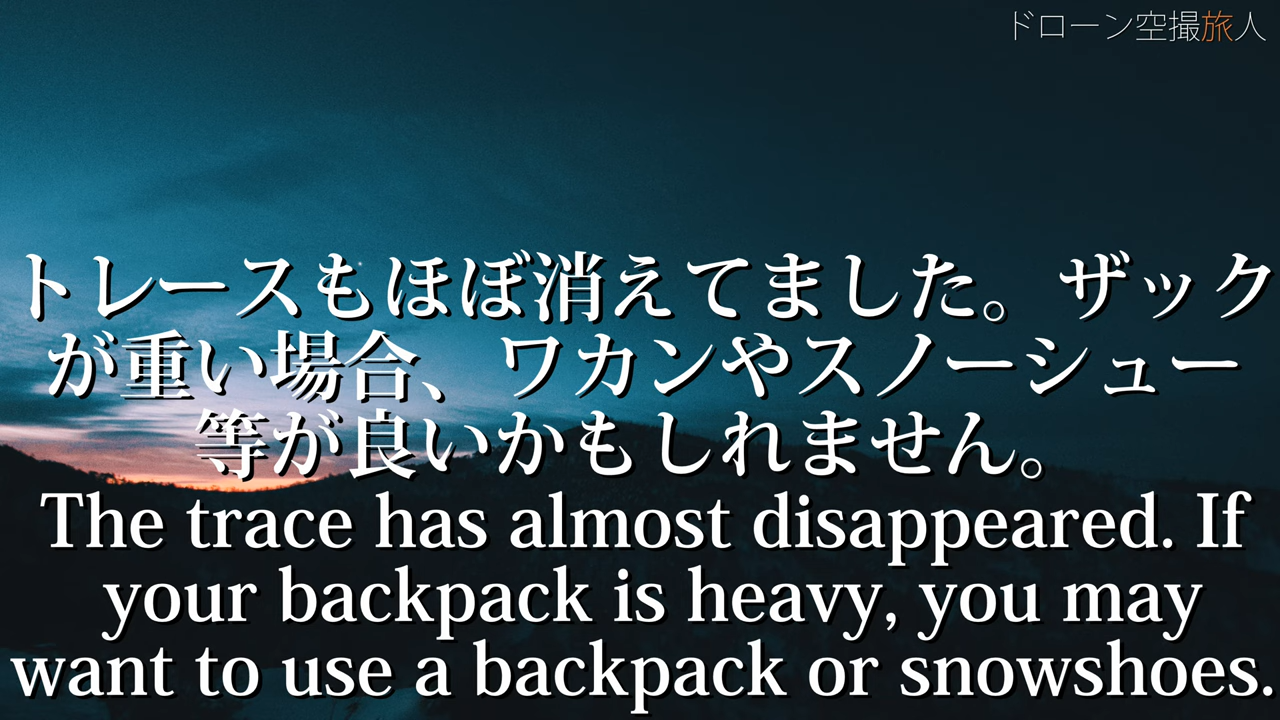 ドローン空撮旅人
トレースもほぼ消えてました。ザック
が重い場合、ワカンやスノーシュー
等が良いかもしれません。
The trace has almost disappeared. If
your backpack is heavy, you may
want to use a backpack or snowshoes.